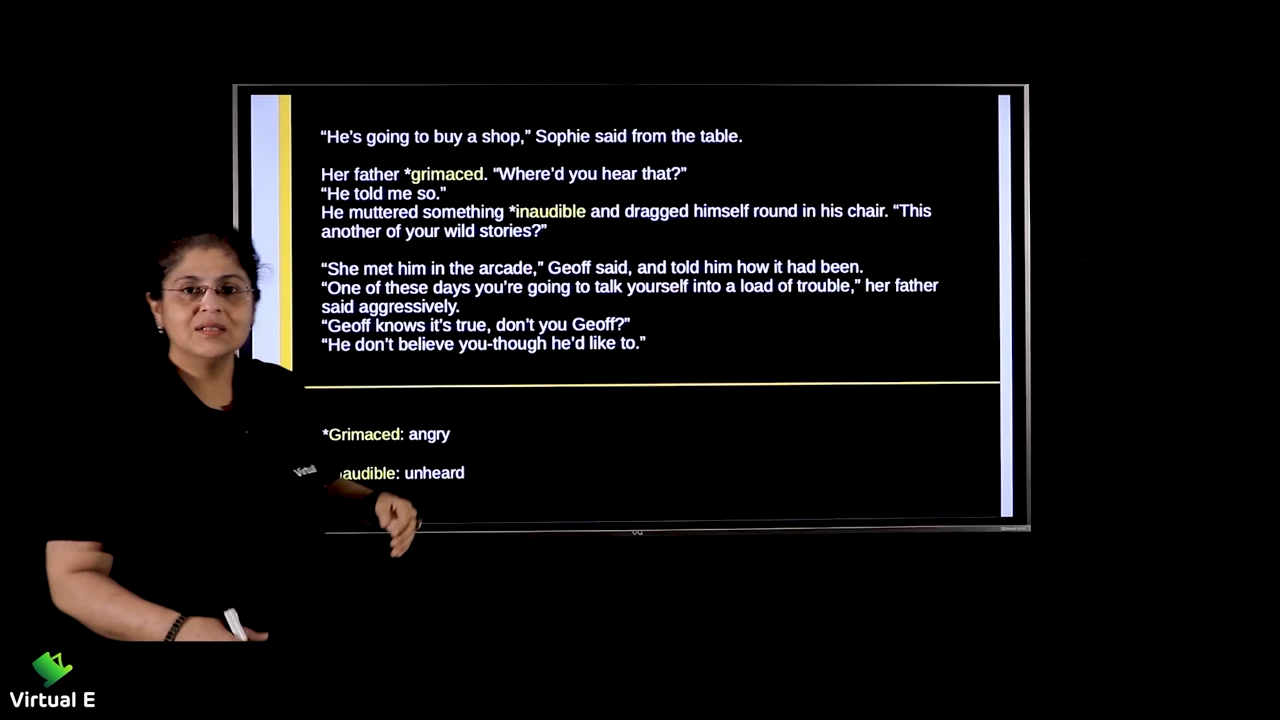 “He’s going to buy a shop,” Sophie said from the table.
Her father *grimaced. “Where’d you hear that?”
“He told me so.”
He muttered something *inaudible and dragged himself round in his chair. “This
another of your wild stories?”
“She met him in the arcade,” Geoff said, and told him how it had been.
“One of these days you’re going to talk yourself into a load of trouble,” her father
said aggressively.
“Geoff knows it’s true, don’t you Geoff?”
“He don’t believe you-though he’d like to.”
*Grimaced: angry
audible: unheard
Virtual
vu
Virtual E